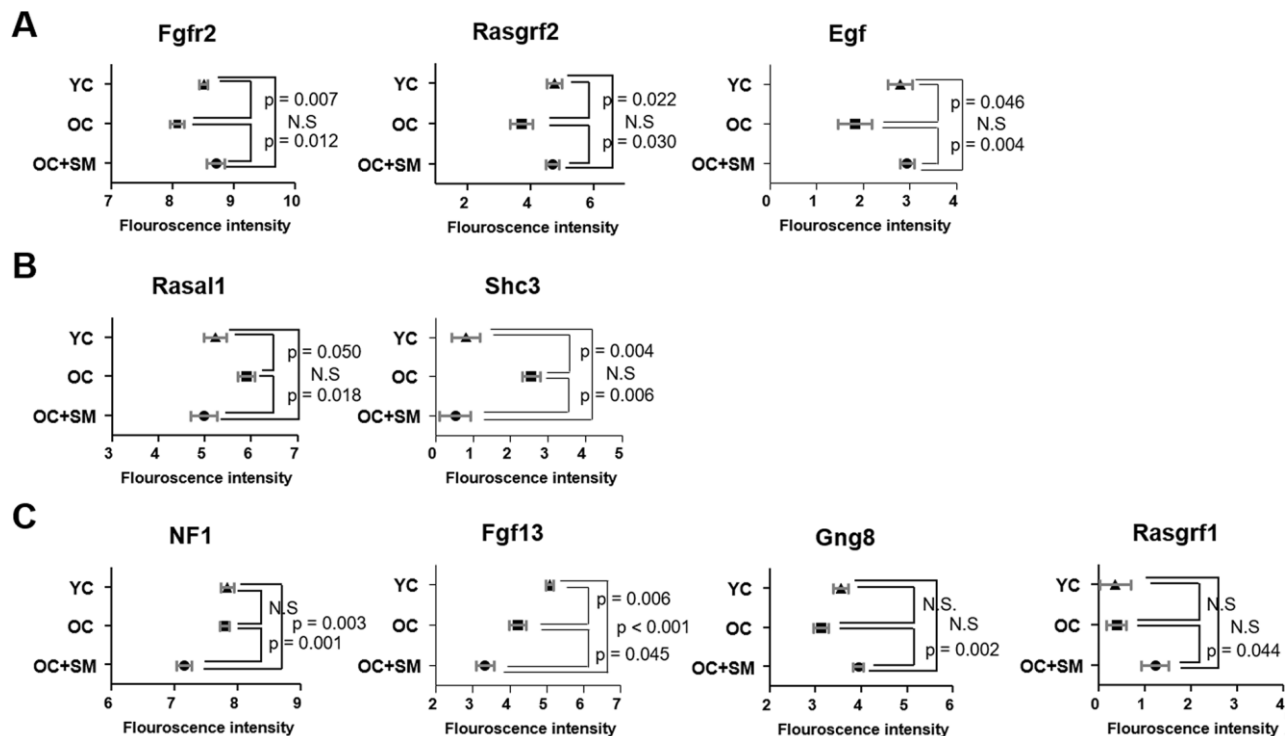 A
Fgfr2
YC
OC
OC+SM
p = 0.007
N.S
p = 0.012
7 8 9 10
Flouroscence intensity
Rasgrf2
YC
OC
OC+SM
p = 0.022
N.S
p = 0.030
2 4 6
Flouroscence intensity
Egf
YC
OC
OC+SM
p = 0.046
N.S
p = 0.004
0 1 2 3 4
Flouroscence intensity
B
Rasal1
YC
OC
OC+SM
p = 0.050
N.S
p = 0.018
3 4 5 6 7
Flouroscence intensity
Shc3
YC
OC
OC+SM
p = 0.004
N.S
p = 0.006
0 1 2 3 4 5
Flouroscence intensity
C
NF1
YC
OC
OC+SM
N.S
p = 0.003
p = 0.001
6 7 8 9
Flouroscence intensity
Fgf13
YC
OC
OC+SM
p = 0.006
p < 0.001
p = 0.045
2 3 4 5 6 7
Flouroscence intensity
Gng8
YC
OC
OC+SM
N.S.
N.S
p = 0.002
2 3 4 5 6
Flouroscence intensity
Rasgrf1
YC
OC
OC+SM
N.S
N.S
p = 0.044
0 1 2 3 4
Flouroscence intensity